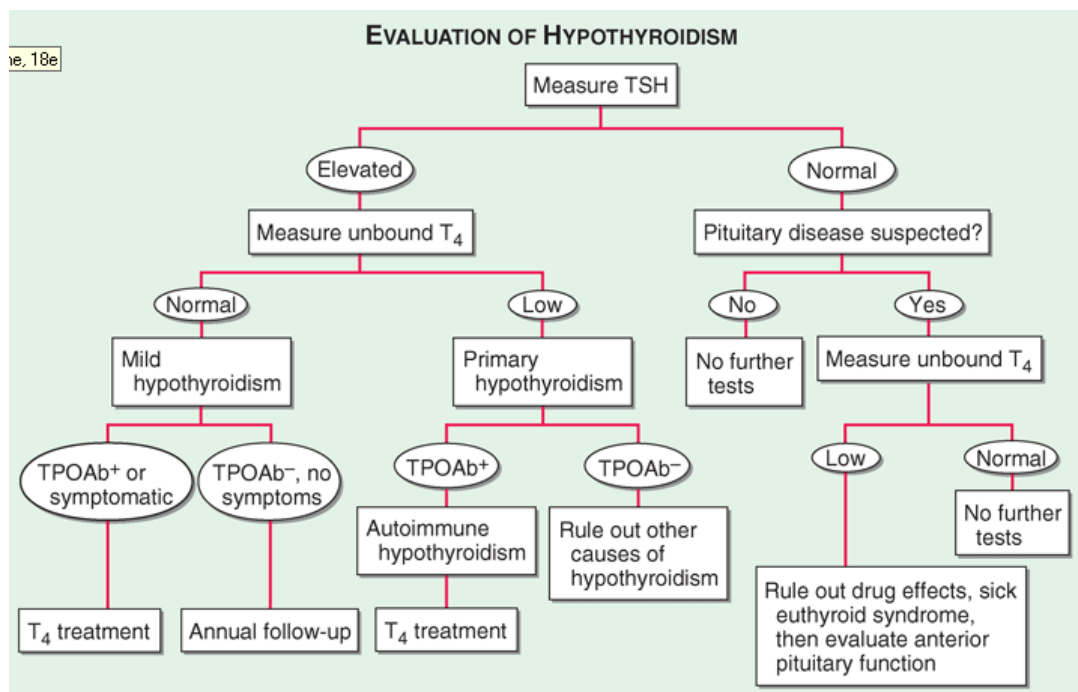 EVALUATION OF HYPOTHYROIDISM
ne, 18e
Measure TSH
Elevated
Normal
Measure unbound T₄
Pituitary disease suspected?
Normal
Low
No
Yes
Mild
hypothyroidism
Primary
hypothyroidism
No further
tests
Measure unbound T₄
TPOAb⁺ or
symptomatic
TPOAb⁻, no
symptoms
TPOAb⁺
TPOAb⁻
Low
Normal
Autoimmune
hypothyroidism
Rule out other
causes of
hypothyroidism
No further
tests
T₄ treatment
Annual follow-up
T₄ treatment
Rule out drug effects, sick
euthyroid syndrome,
then evaluate anterior
pituitary function